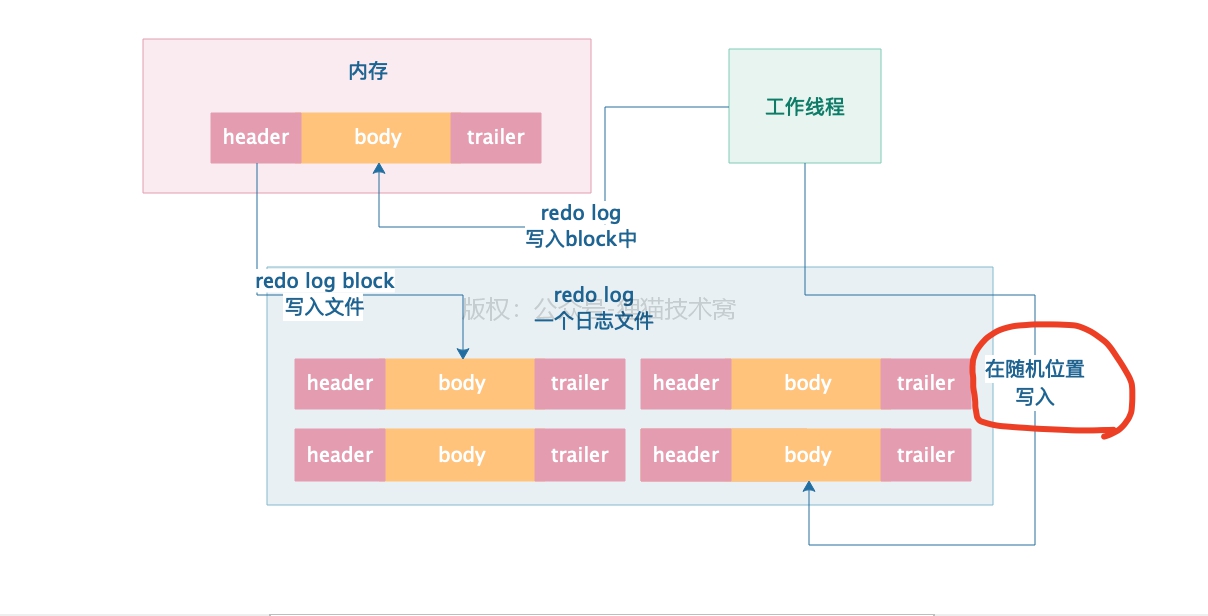 内存
header body trailer
工作线程
redo log
写入block中
redo log block
写入文件
redo log
一个日志文件
版权：公众号-狸猫技术窝
header body trailer header body trailer
在随机位置
写入
header body trailer header body trailer